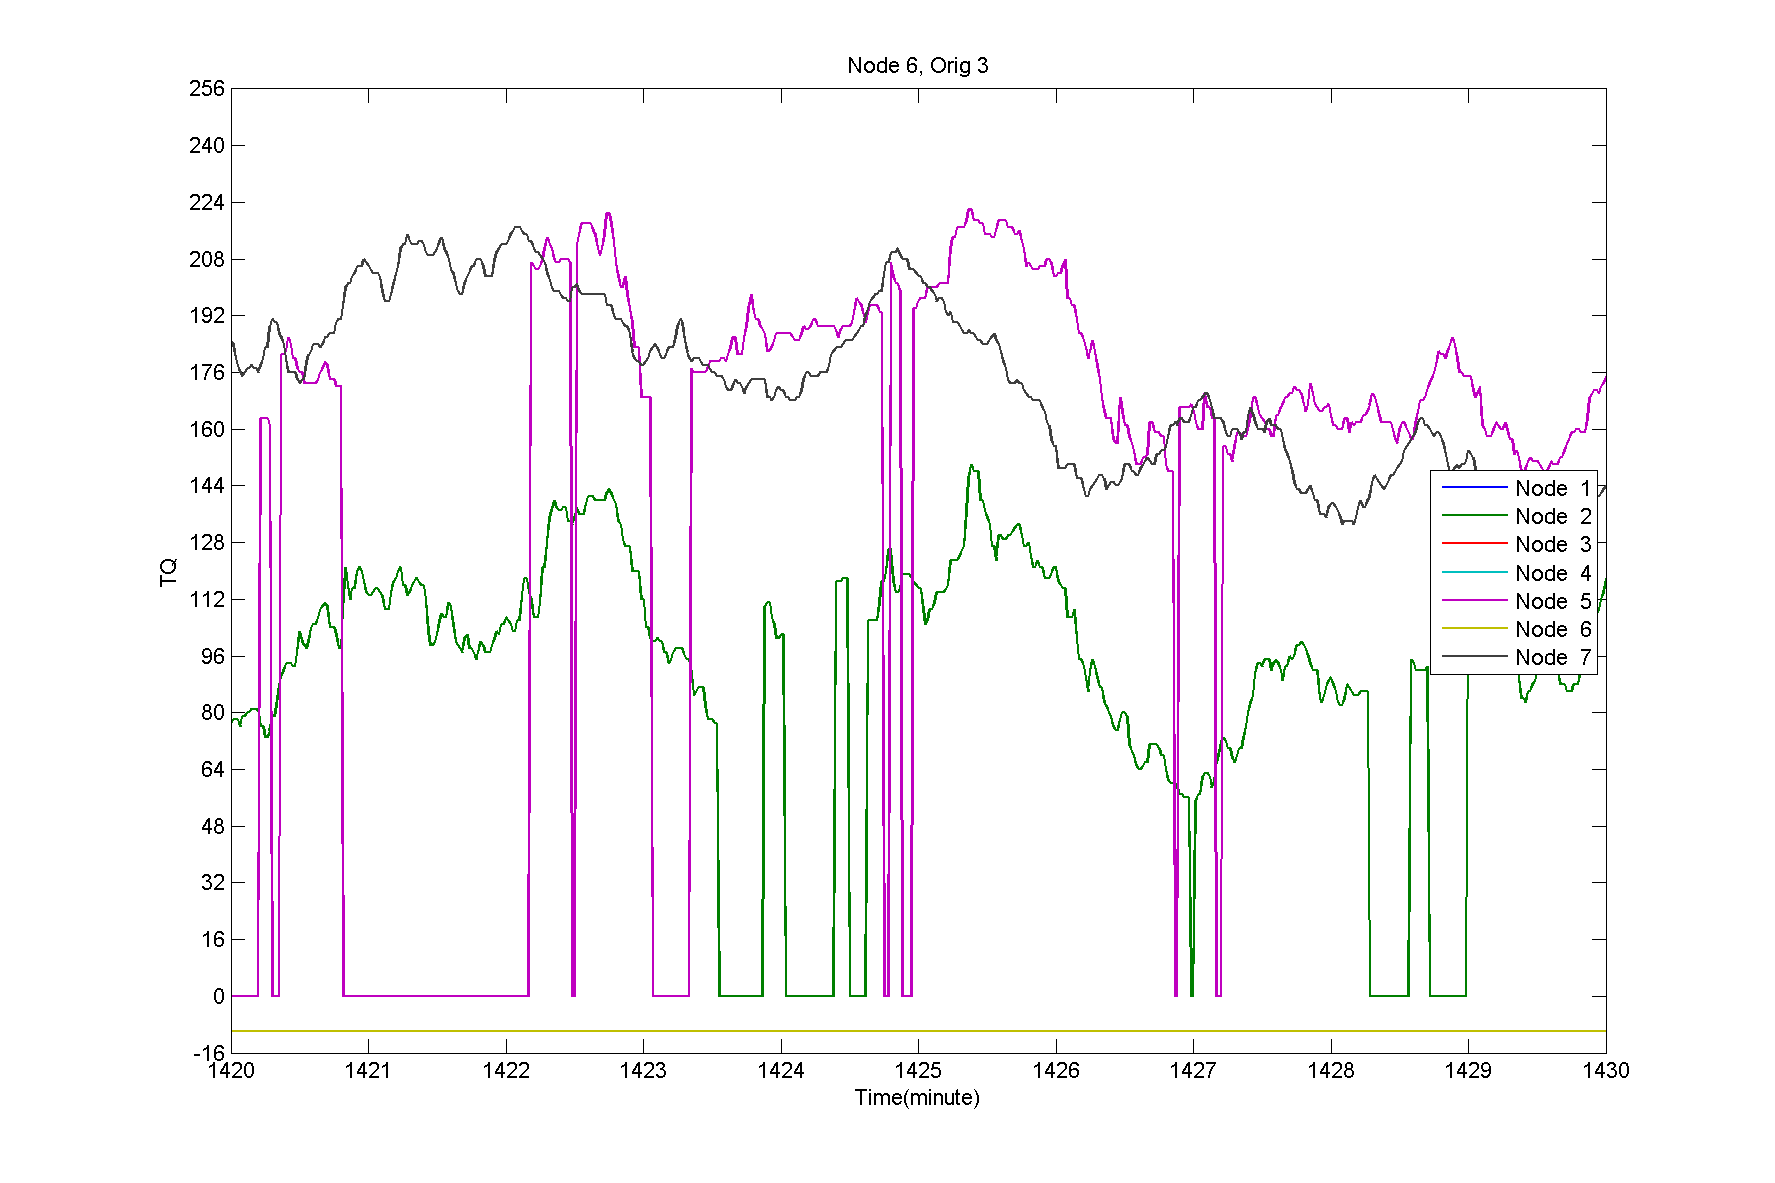 Node 6, Orig 3
256
240
224
208
192
176
160
144
128
112
96
80
64
48
32
16
0
-16
TQ
Node 1
Node 2
Node 3
Node 4
Node 5
Node 6
Node 7
1420 1421 1422 1423 1424 1425 1426 1427 1428 1429 1430
Time(minute)